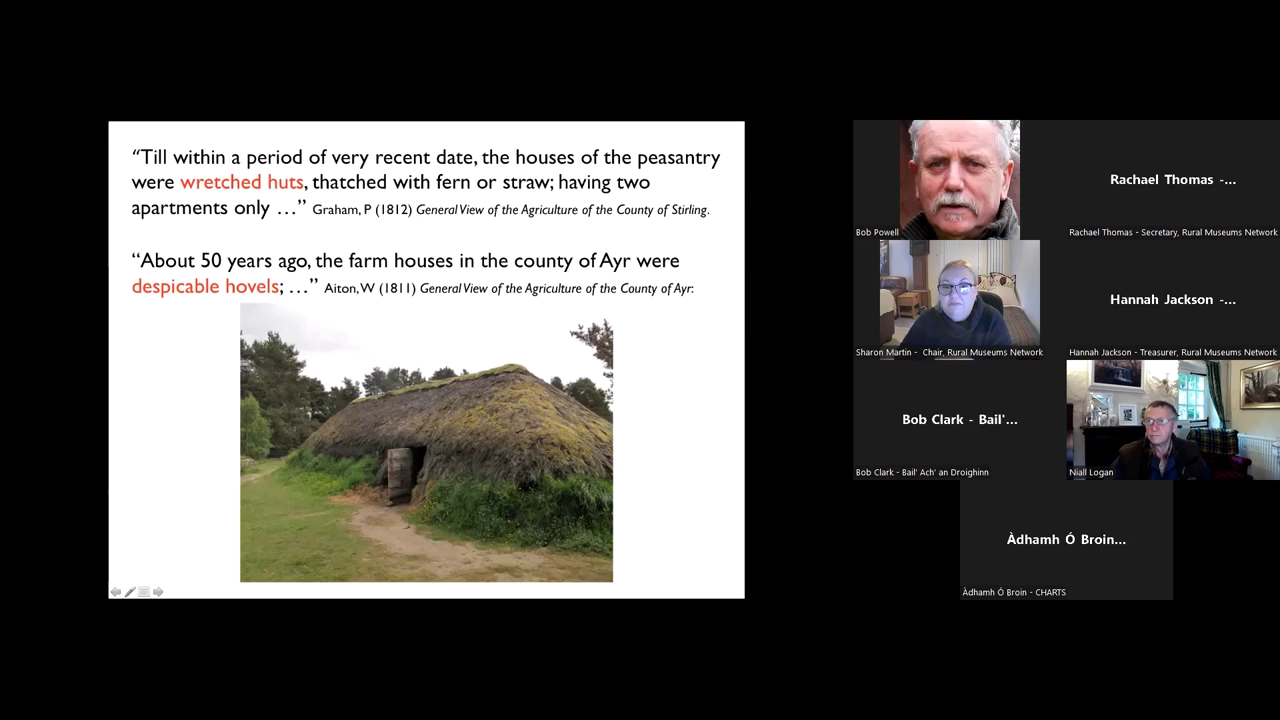 “Till within a period of very recent date, the houses of the peasantry
were wretched huts, thatched with fern or straw; having two
apartments only …” Graham, P (1812) General View of the Agriculture of the County of Stirling.
“About 50 years ago, the farm houses in the county of Ayr were
despicable hovels; …” Aiton, W (1811) General View of the Agriculture of the County of Ayr:
Bob Powell
Rachael Thomas -...
Rachael Thomas - Secretary, Rural Museums Network
Sharon Martin - Chair, Rural Museums Network
Hannah Jackson -...
Hannah Jackson - Treasurer, Rural Museums Network
Bob Clark - Bail'...
Bob Clark - Bail' Ach' an Droighinn
Niall Logan
Àdhamh Ó Broin...
Àdhamh Ó Broin - CHARTS